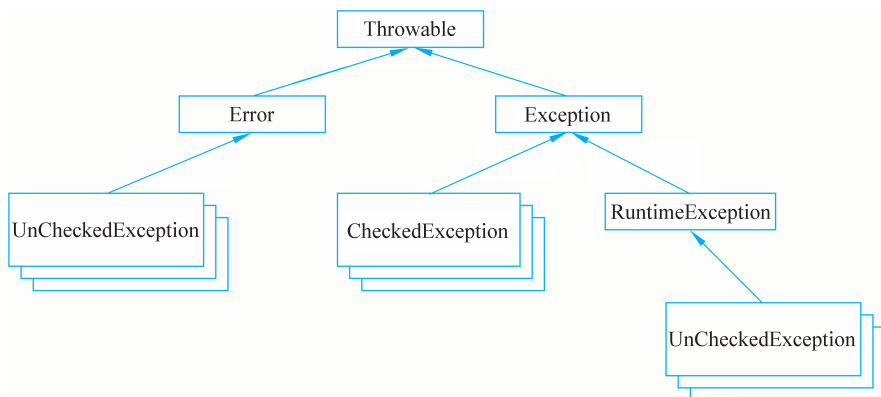 Throwable
Error
Exception
UnCheckedException
CheckedException
RuntimeException
UnCheckedException